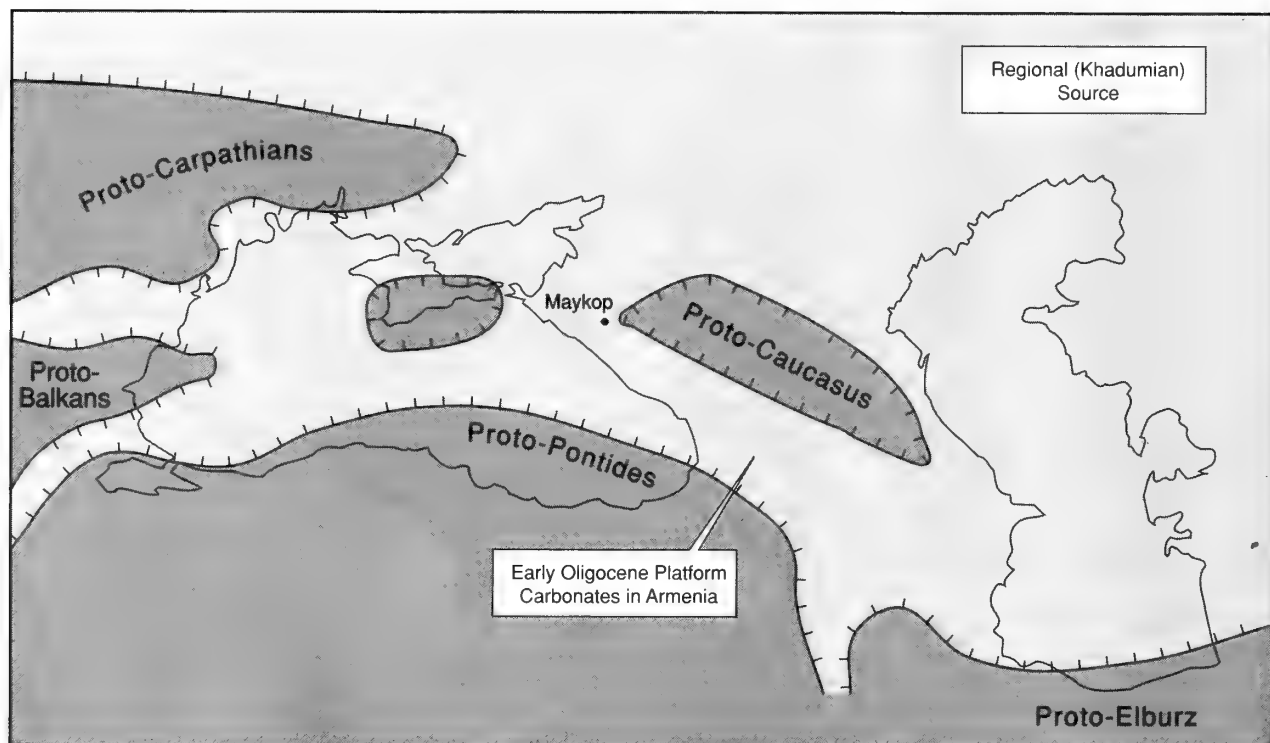 Regional (Khadumian)
Source
Proto-Carpathians
Maykop
Proto-Caucasus
Proto-
Balkans
Proto-Pontides
Early Oligocene Platform
Carbonates in Armenia
Proto-Elburz